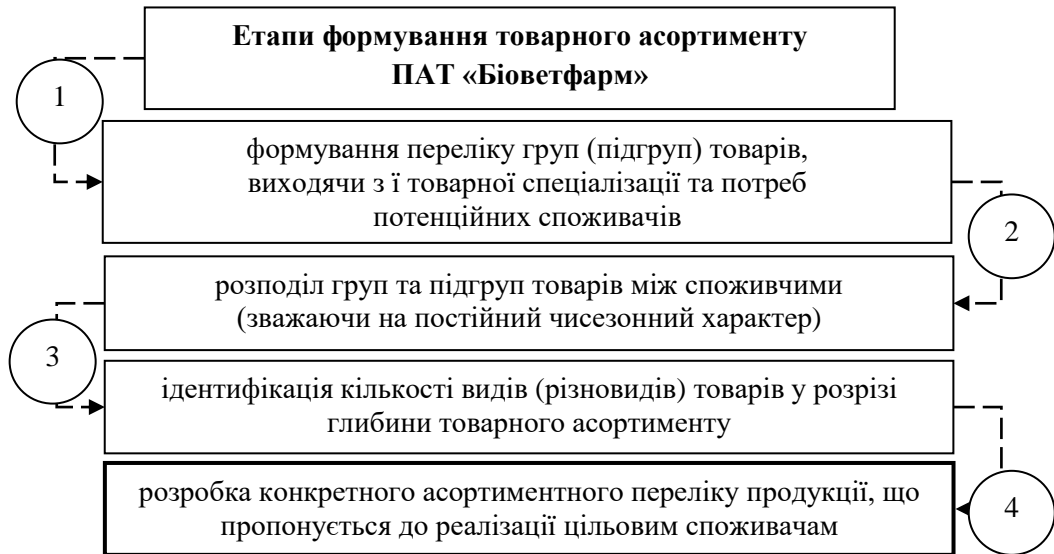 Етапи формування товарного асортименту
ПАТ «Біоветфарм»
1
формування переліку груп (підгруп) товарів,
виходячи з ї товарної спеціалізації та потреб
потенційних споживачів
2
розподіл груп та підгруп товарів між споживчими
(зважаючи на постійний чисезонний характер)
3
ідентифікація кількості видів (різновидів) товарів у розрізі
глибини товарного асортименту
розробка конкретного асортиментного переліку продукції, що
пропонується до реалізації цільовим споживачам
4